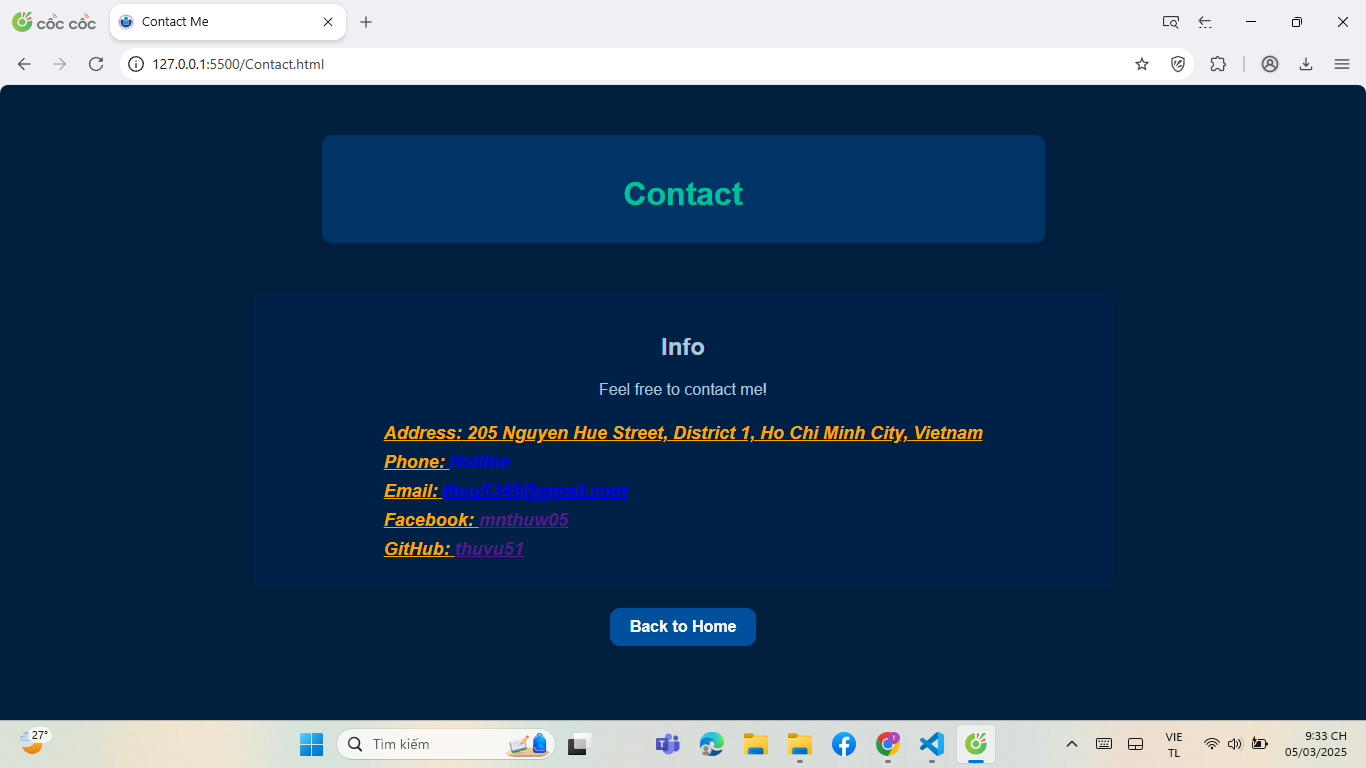 cốc cốc
Contact Me
127.0.0.1:5500/Contact.html
Contact
Info
Feel free to contact me!
Address: 205 Nguyen Hue Street, District 1, Ho Chi Minh City, Vietnam
Phone: Hotline
Email: thvu5345@gmail.com
Facebook: mnthuw05
GitHub: thuvu51
Back to Home
27°
Tìm kiếm
VIE
TL
9:33 CH
05/03/2025